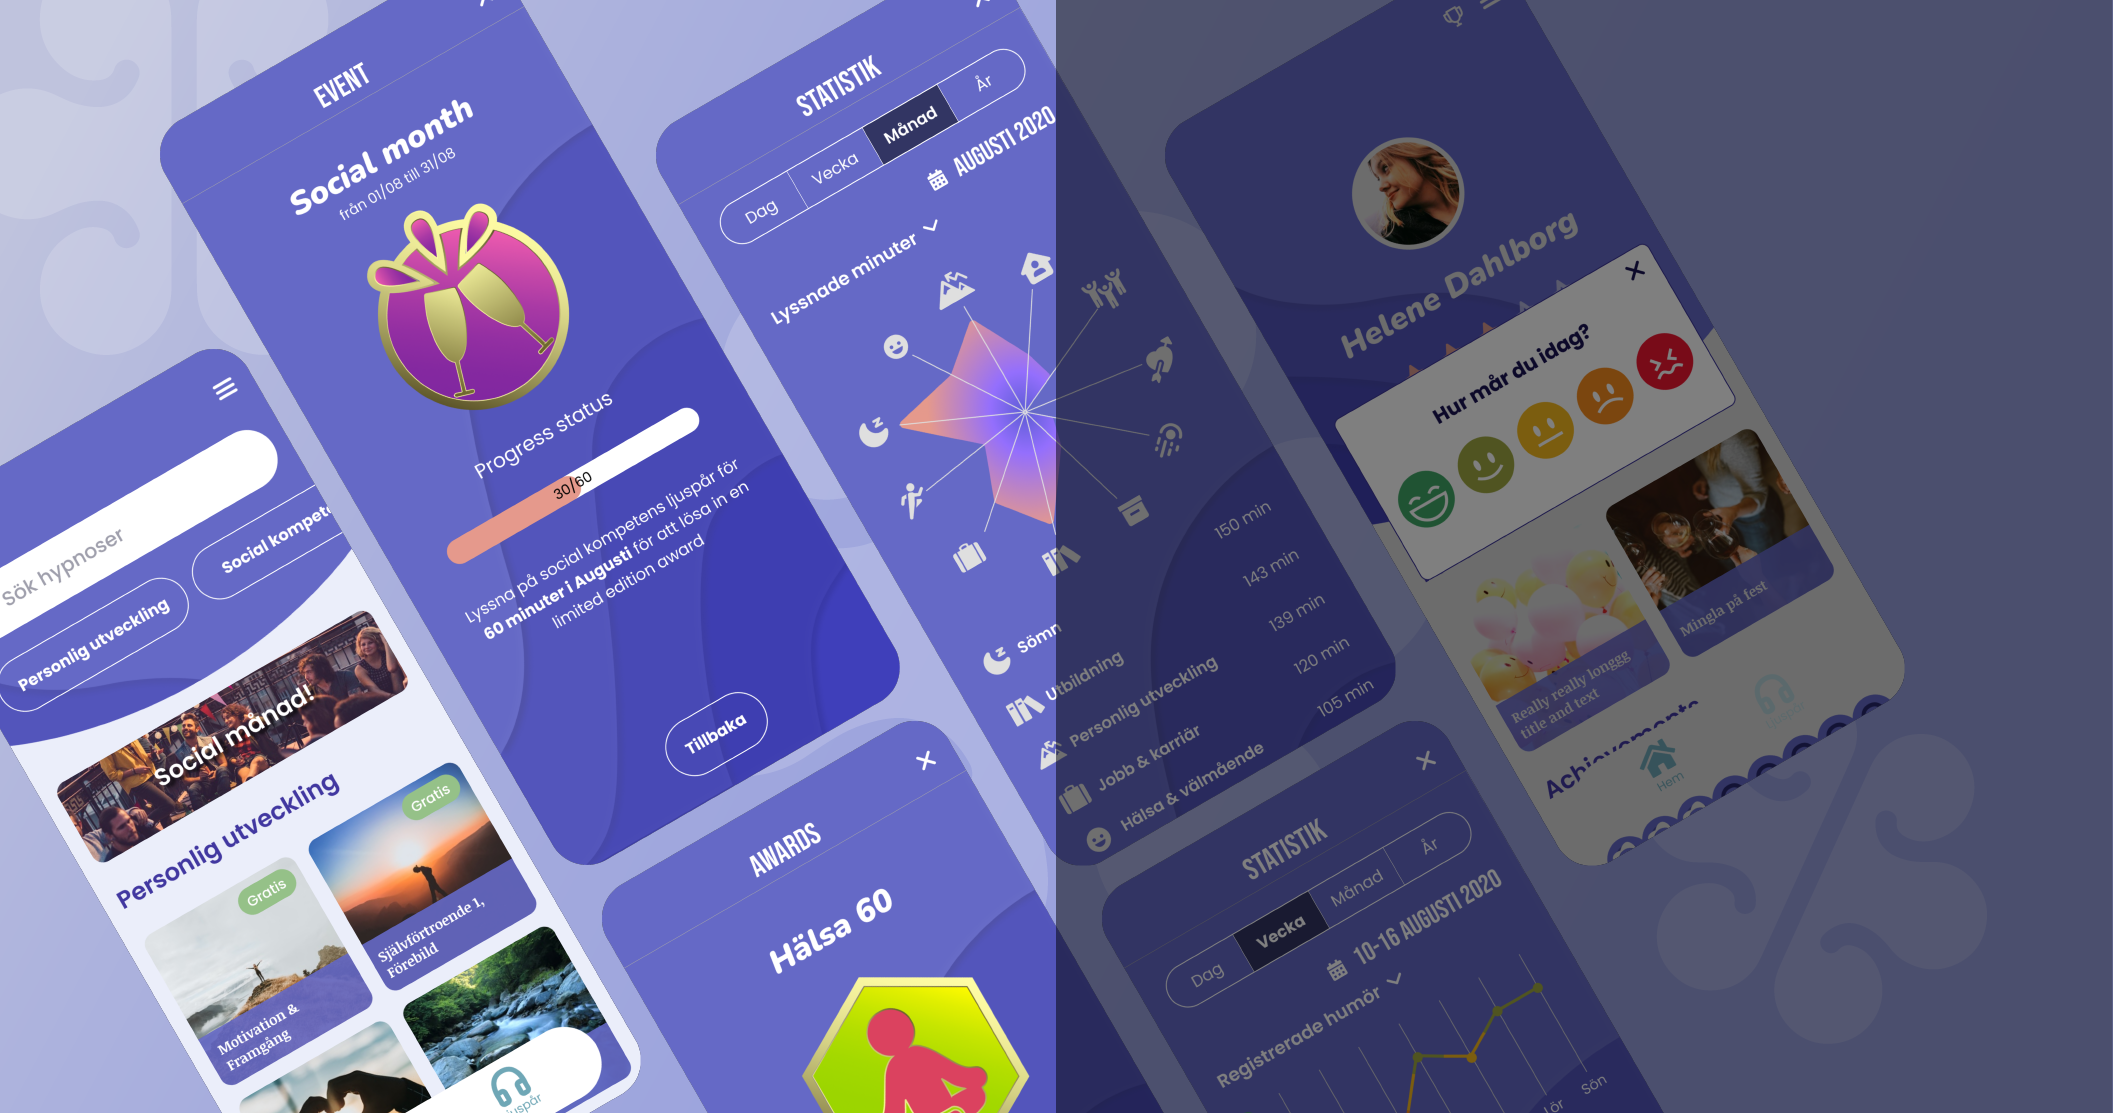 EVENT
Social month
från 01/08 till 31/08
Progress status
30/60
Lyssna på social kompetens ljuspår för
60 minuter i Augusti för att lösa in en
limited edition award
Tillbaka
STATISTIK
Dag
Vecka
Månad
År
AUGUSTI 2020
Lyssnade minuter
Sömn
150 min
Utbildning
143 min
Personlig utveckling
139 min
Jobb & karriär
120 min
Hälsa & välmående
105 min
Helene Dahlborg
Hur mår du idag?
Really really longgg
title and text
Mingla på fest
Achievements
Hem
Sök hypnoser
Personlig utveckling
Social kompete
Social månad!
Personlig utveckling
Gratis
Motivation &
Framgång
Gratis
Självförtroende 1,
Förebild
AWARDS
Hälsa 60
STATISTIK
Dag
Vecka
Månad
År
10-16 AUGUSTI 2020
Registrerade humör
Lör
Sön